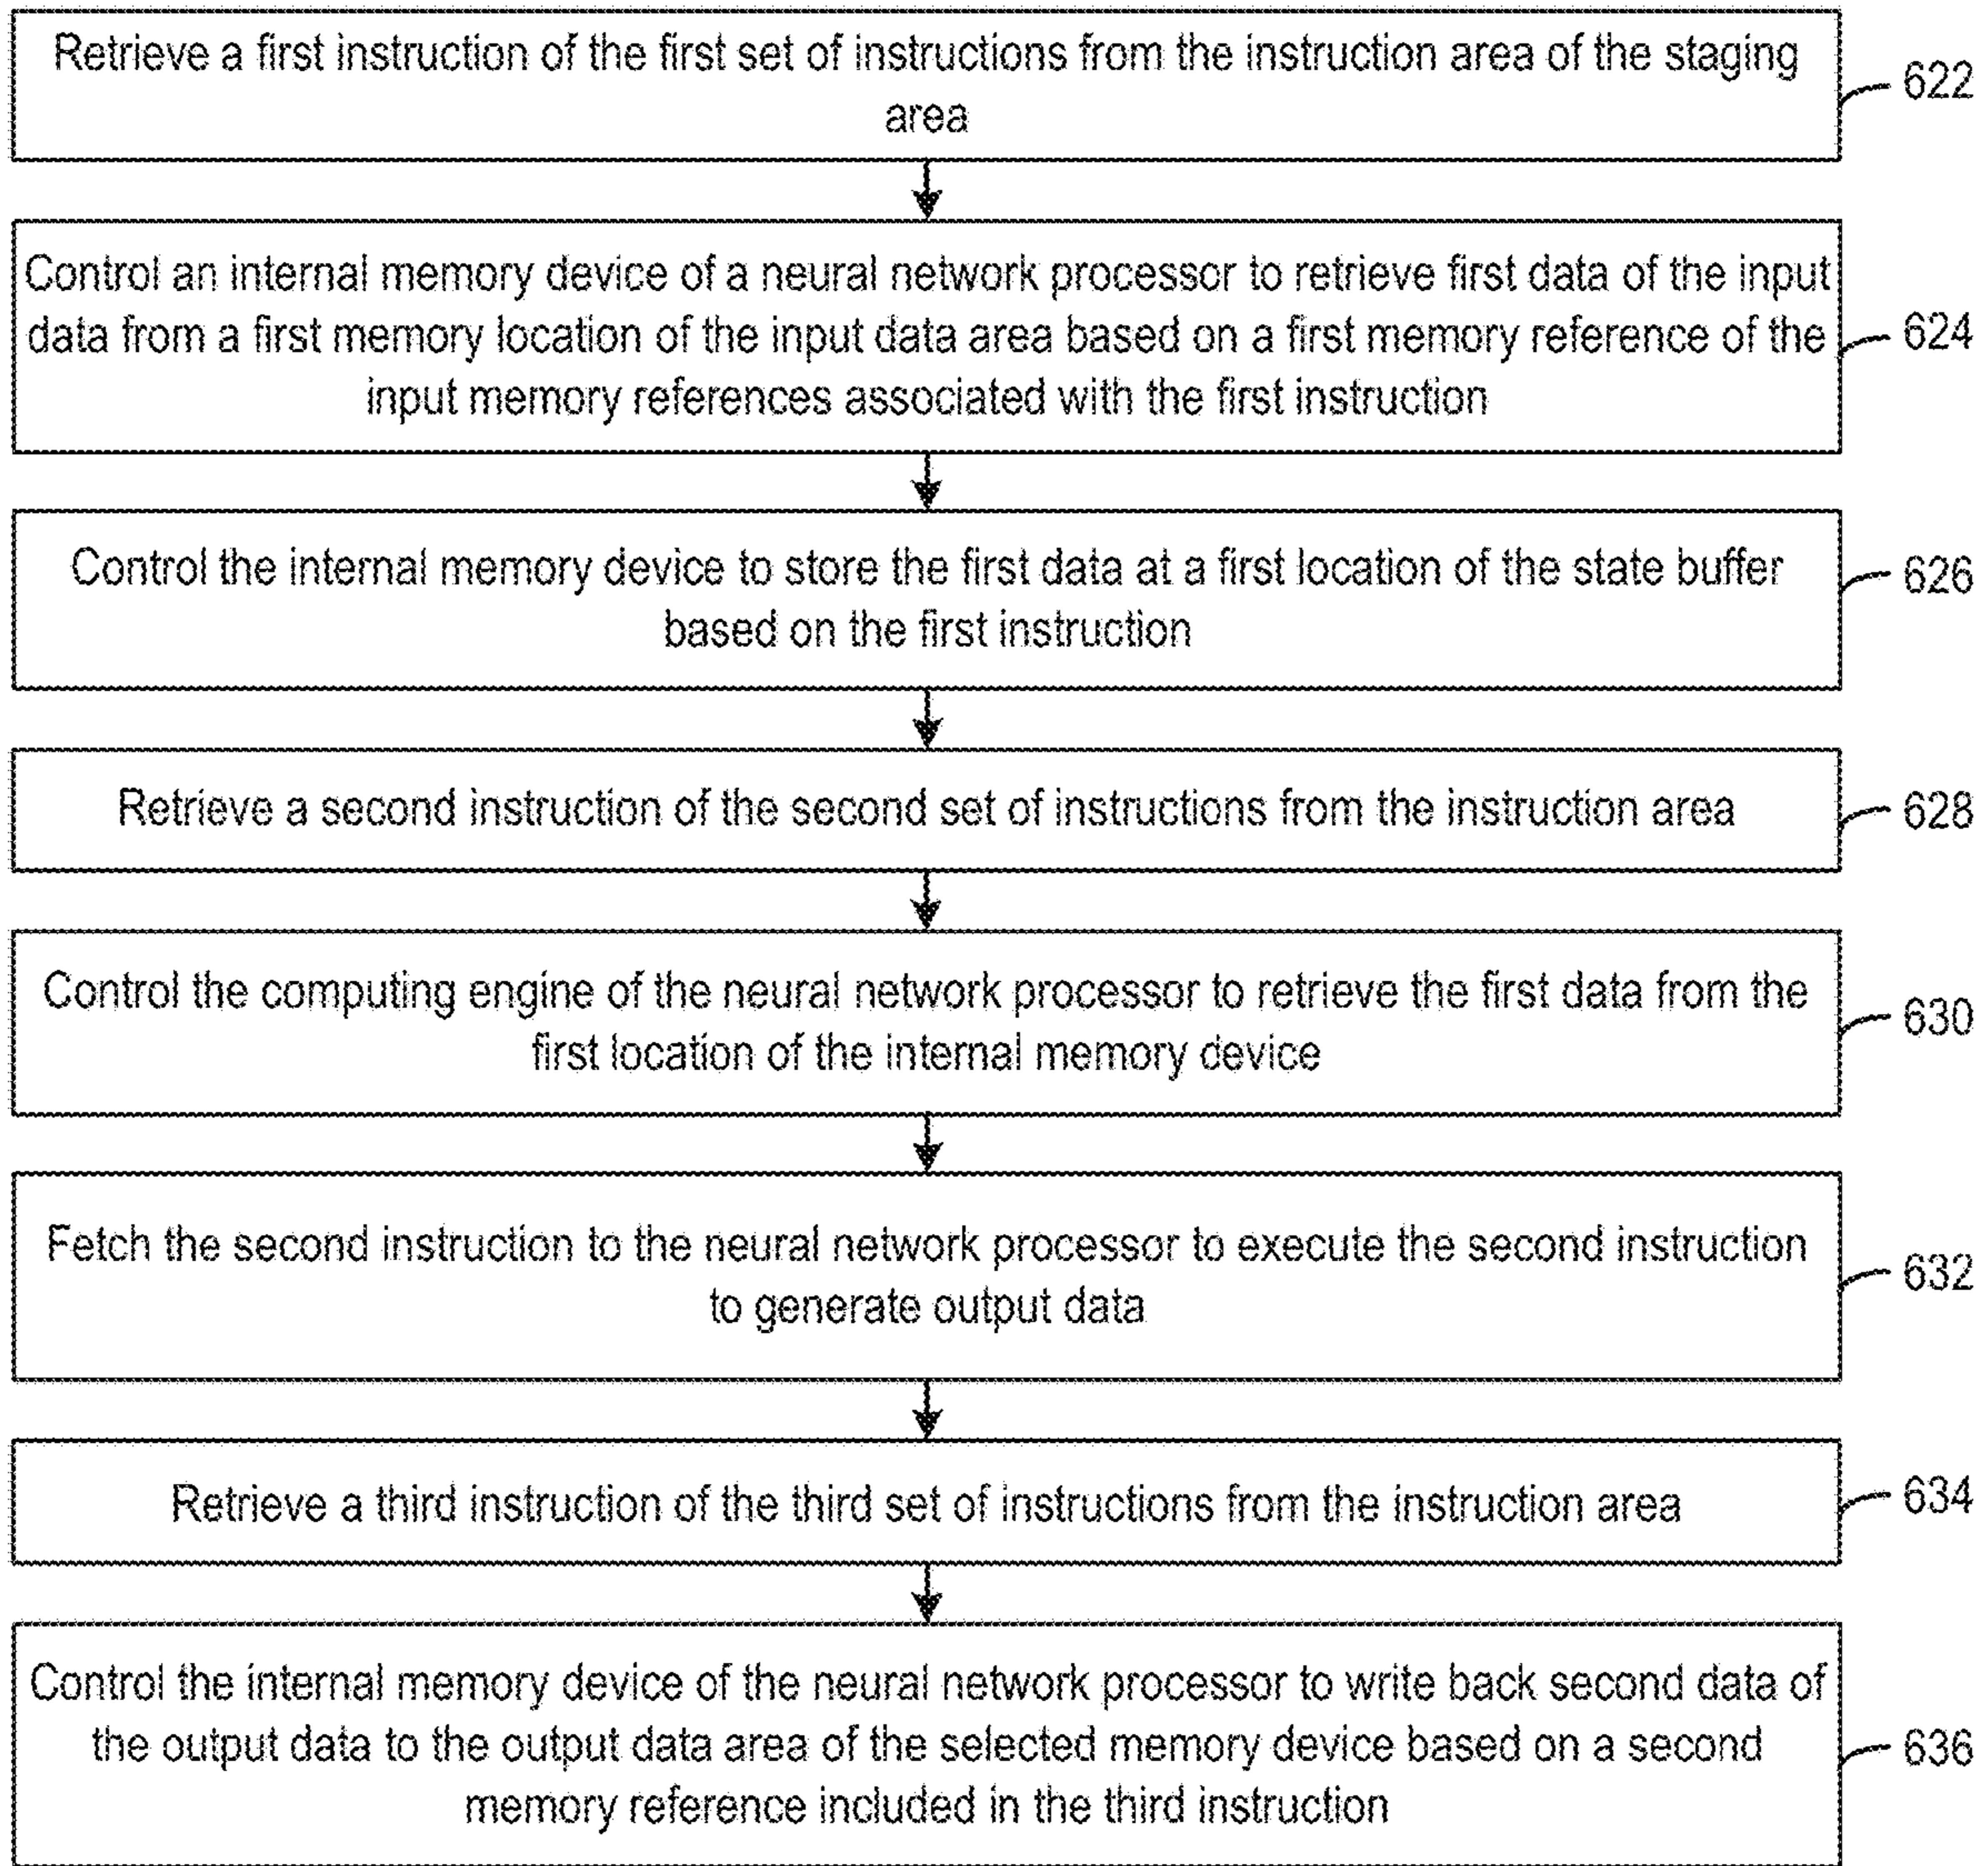 Retrieve a first instruction of the first set of instructions from the instruction area of the staging
area
622
Control an internal memory device of a neural network processor to retrieve first data of the input
data from a first memory location of the input data area based on a first memory reference of the
input memory references associated with the first instruction
624
Control the internal memory device to store the first data at a first location of the state buffer
based on the first instruction
626
Retrieve a second instruction of the second set of instructions from the instruction area
628
Control the computing engine of the neural network processor to retrieve the first data from the
first location of the internal memory device
630
Fetch the second instruction to the neural network processor to execute the second instruction
to generate output data
632
Retrieve a third instruction of the third set of instructions from the instruction area
634
Control the internal memory device of the neural network processor to write back second data of
the output data to the output data area of the selected memory device based on a second
memory reference included in the third instruction
636